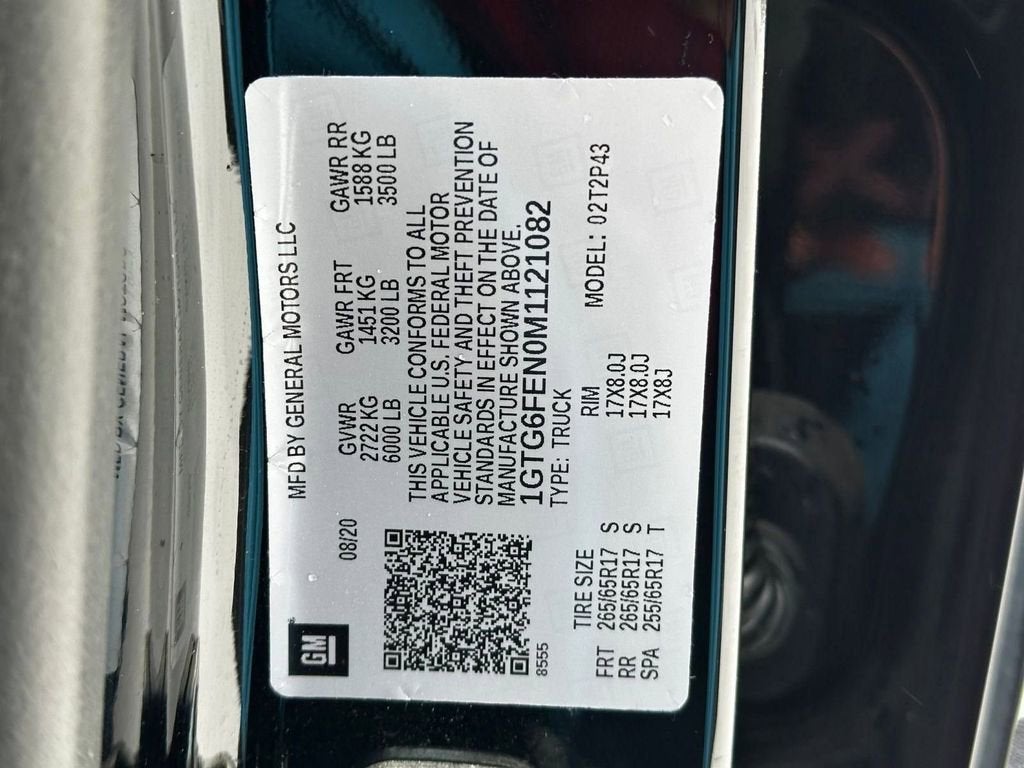 GM
08/20
MFD BY GENERAL MOTORS LLC
GVWR GAWR FRT GAWR RR
2722 KG 1451 KG 1588 KG
6000 LB 3200 LB 3500 LB
THIS VEHICLE CONFORMS TO ALL
APPLICABLE U.S. FEDERAL MOTOR
VEHICLE SAFETY AND THEFT PREVENTION
STANDARDS IN EFFECT ON THE DATE OF
MANUFACTURE SHOWN ABOVE.
1GTG6FEN0M1121082
8555
TYPE: TRUCK
TIRE SIZE RIM MODEL: 02T2P43
FRT 265/65R17 S 17X8.0J
RR 265/65R17 S 17X8.0J
SPA 255/65R17 T 17X8J